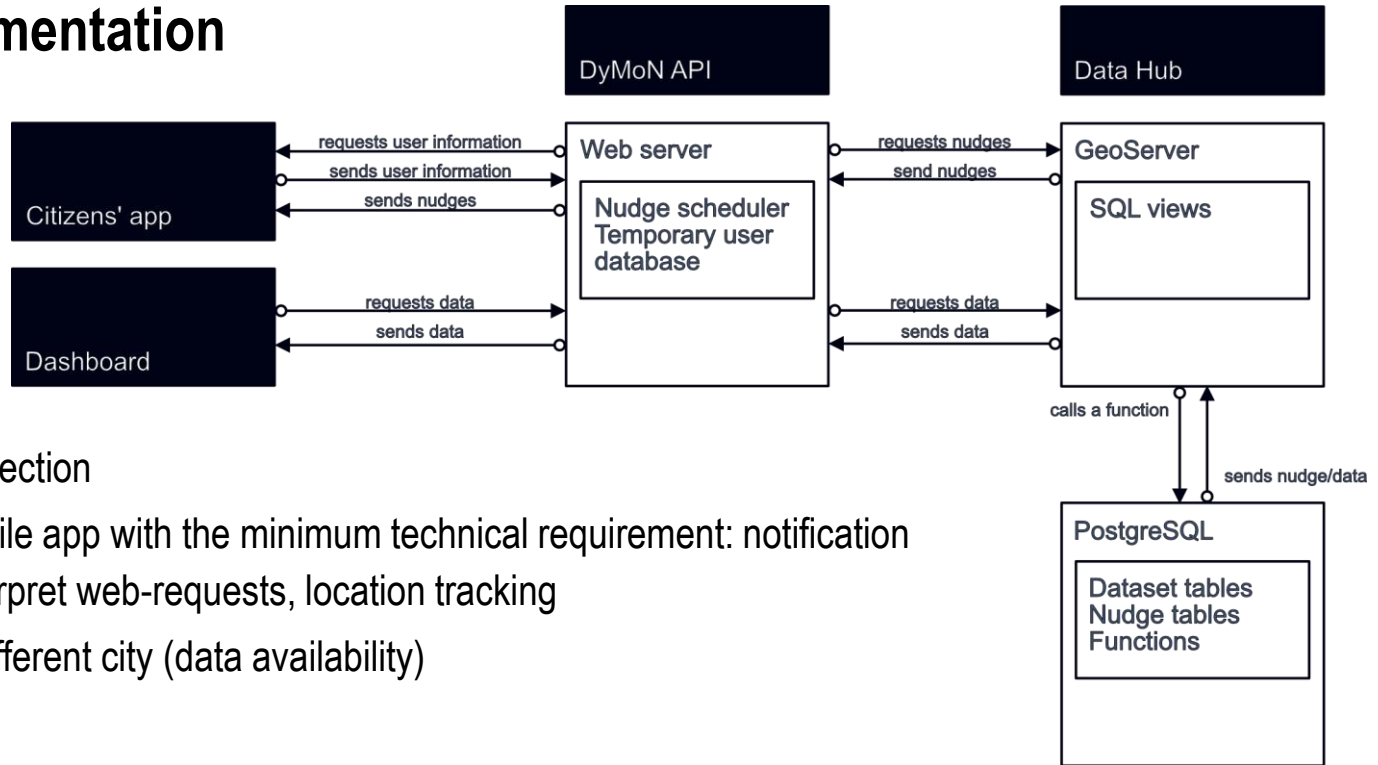 mentation
DyMoN API
Data Hub
Citizens' app
Dashboard
requests user information
sends user information
sends nudges
requests data
sends data
Web server
Nudge scheduler
Temporary user
database
requests nudges
send nudges
requests data
sends data
GeoServer
SQL views
calls a function
sends nudge/data
PostgreSQL
Dataset tables
Nudge tables
Functions
ection
ile app with the minimum technical requirement: notification
rpret web-requests, location tracking
fferent city (data availability)